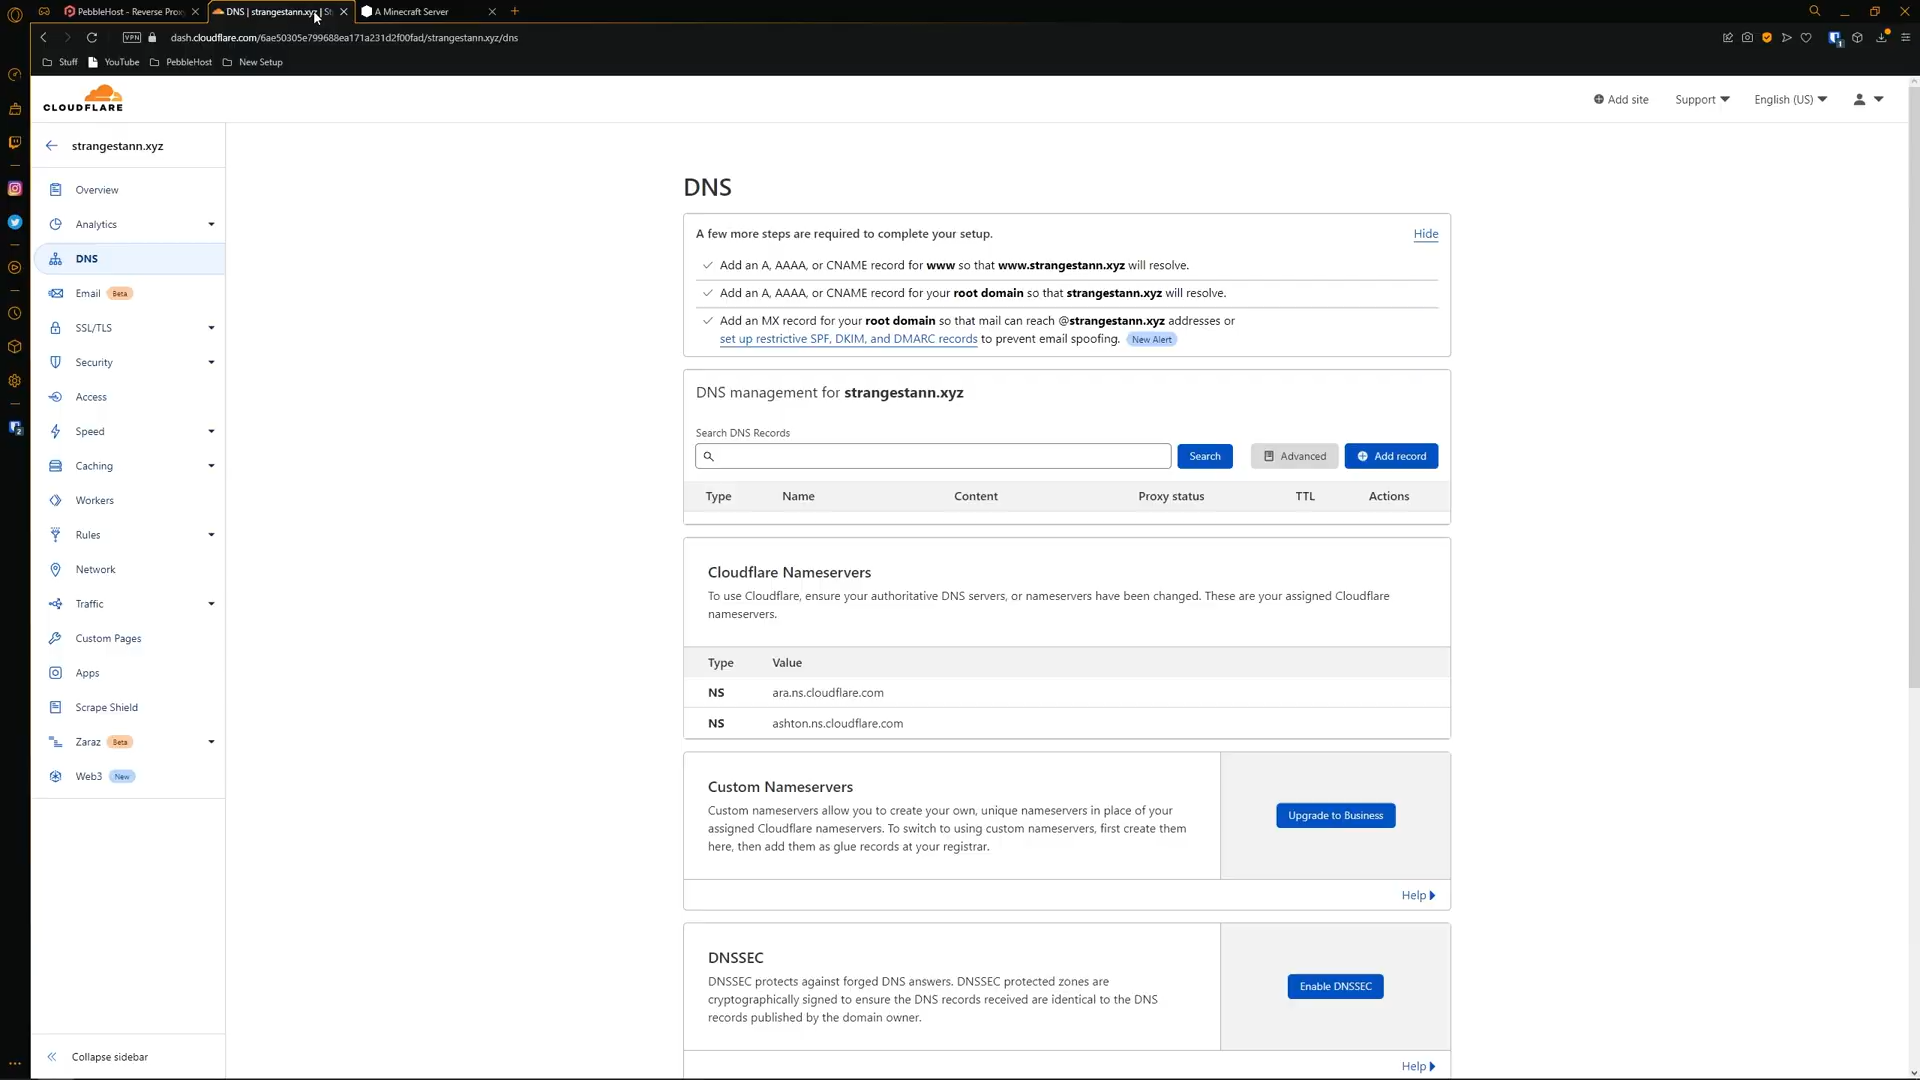 PebbleHost - Reverse Prox
DNS | strangestann.xyz | St
A Minecraft Server
VPN
dash.cloudflare.com/6ae50305e799688ea171a231d2f00fad/strangestann.xyz/dns
1
Stuff
YouTube
PebbleHost
New Setup
CLOUDFLARE
Add site
Support
English (US)
strangestann.xyz
Overview
Analytics
DNS
Email Beta
SSL/TLS
Security
Access
Speed
Caching
Workers
Rules
Network
Traffic
Custom Pages
Apps
Scrape Shield
Zaraz Beta
Web3 New
Collapse sidebar
2
DNS
A few more steps are required to complete your setup.
Hide
Add an A, AAAA, or CNAME record for www so that www.strangestann.xyz will resolve.
Add an A, AAAA, or CNAME record for your root domain so that strangestann.xyz will resolve.
Add an MX record for your root domain so that mail can reach @strangestann.xyz addresses or
set up restrictive SPF, DKIM, and DMARC records to prevent email spoofing. New Alert
DNS management for strangestann.xyz
Search DNS Records
Search
Advanced
Add record
Type Name Content Proxy status TTL Actions
Cloudflare Nameservers
To use Cloudflare, ensure your authoritative DNS servers, or nameservers have been changed. These are your assigned Cloudflare
nameservers.
Type Value
NS ara.ns.cloudflare.com
NS ashton.ns.cloudflare.com
Custom Nameservers
Custom nameservers allow you to create your own, unique nameservers in place of your
assigned Cloudflare nameservers. To switch to using custom nameservers, first create them
here, then add them as glue records at your registrar.
Upgrade to Business
Help
DNSSEC
DNSSEC protects against forged DNS answers. DNSSEC protected zones are
cryptographically signed to ensure the DNS records received are identical to the DNS
records published by the domain owner.
Enable DNSSEC
Help